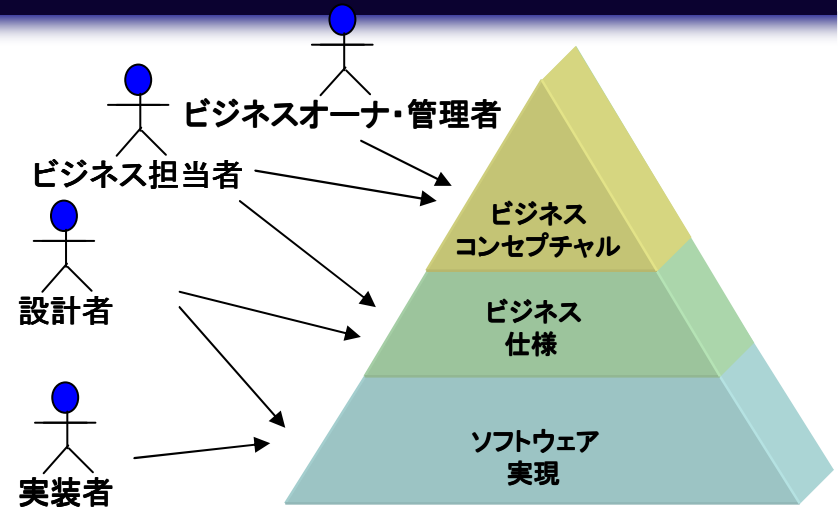 ビジネスオーナ・管理者
ビジネス担当者
設計者
実装者
ビジネス
コンセプチャル
ビジネス
仕様
ソフトウェア
実現